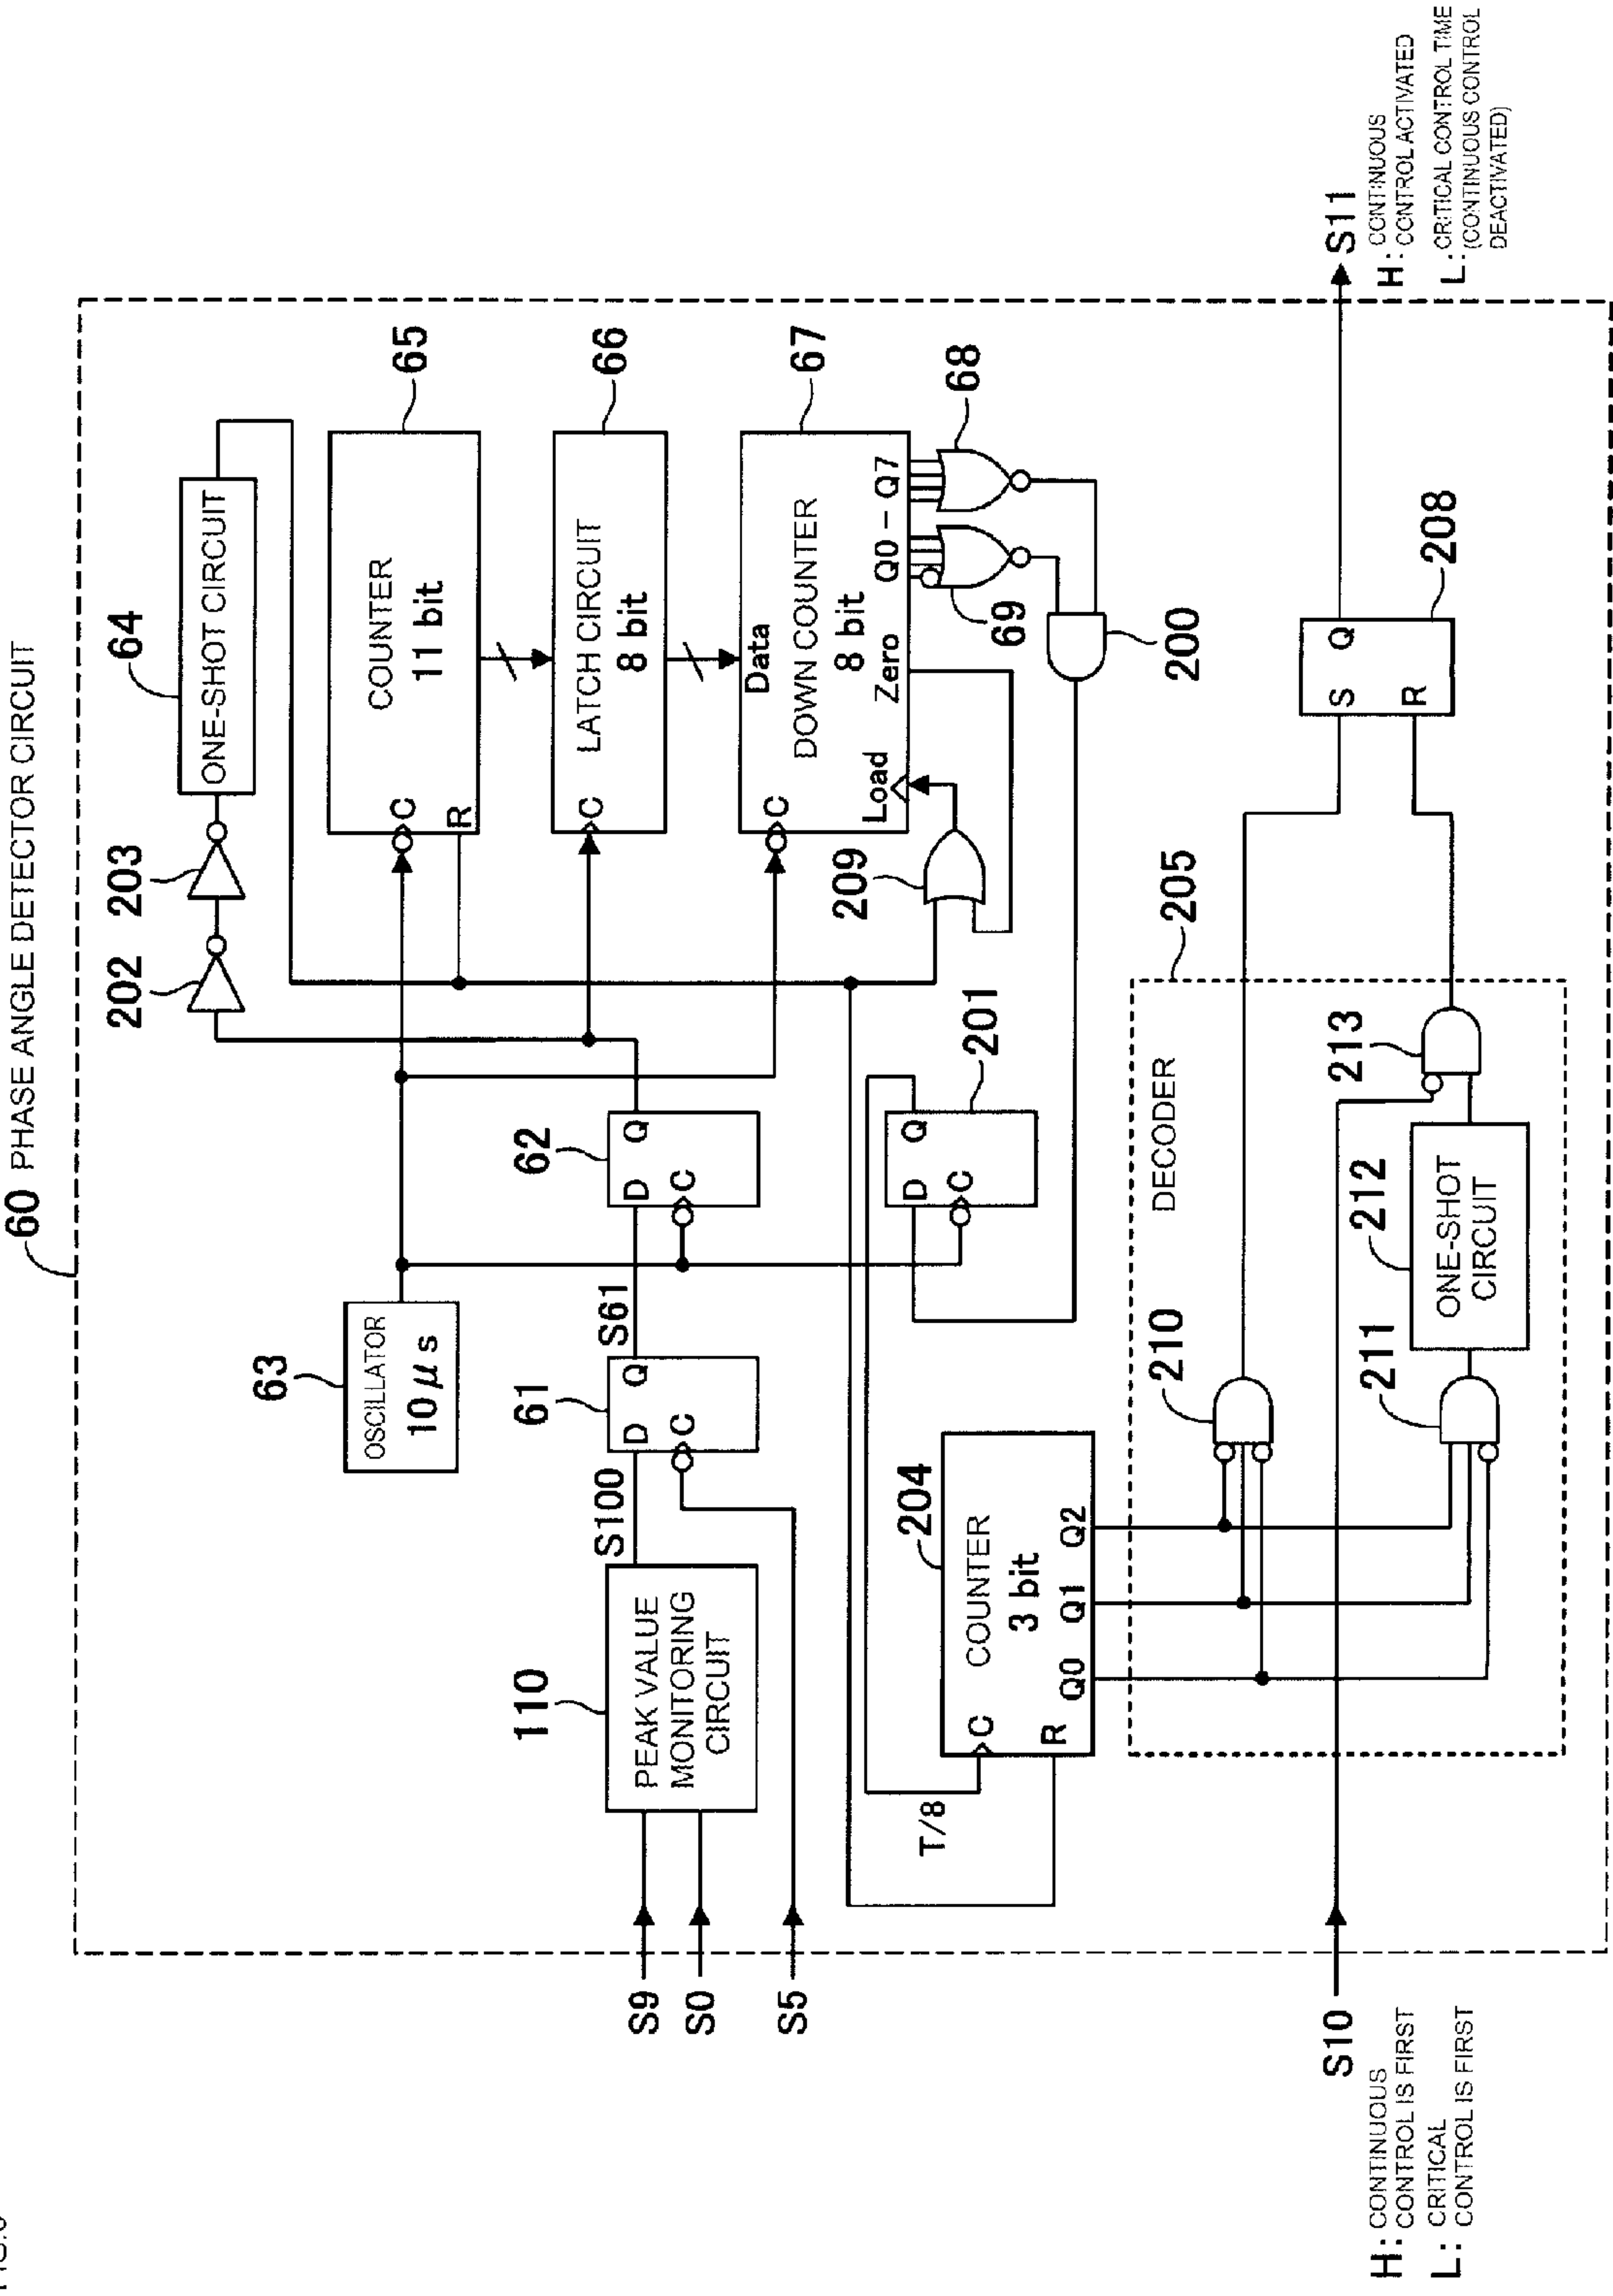 60 PHASE ANGLE DETECTOR CIRCUIT
64
ONE-SHOT CIRCUIT
202
203
65
COUNTER
11 bit
C
R
66
LATCH CIRCUIT
8 bit
C
67
Data
DOWN COUNTER
8 bit
C
Load
Zero
Q0 - Q7
68
69
200
209
63
OSCILLATOR
10 μs
62
D
Q
C
201
D
Q
C
61
D
Q
C
S61
S100
110
PEAK VALUE
MONITORING
CIRCUIT
S9
S0
S5
204
COUNTER
3 bit
C
R
Q0
Q1
Q2
T/8
205
DECODER
210
211
212
ONE-SHOT
CIRCUIT
213
208
S
Q
R
S10
H: CONTINUOUS
CONTROL IS FIRST
L: CRITICAL
CONTROL IS FIRST
S11
H: CONTINUOUS
CONTROL ACTIVATED
L: CRITICAL CONTROL TIME
(CONTINUOUS CONTROL
DEACTIVATED)